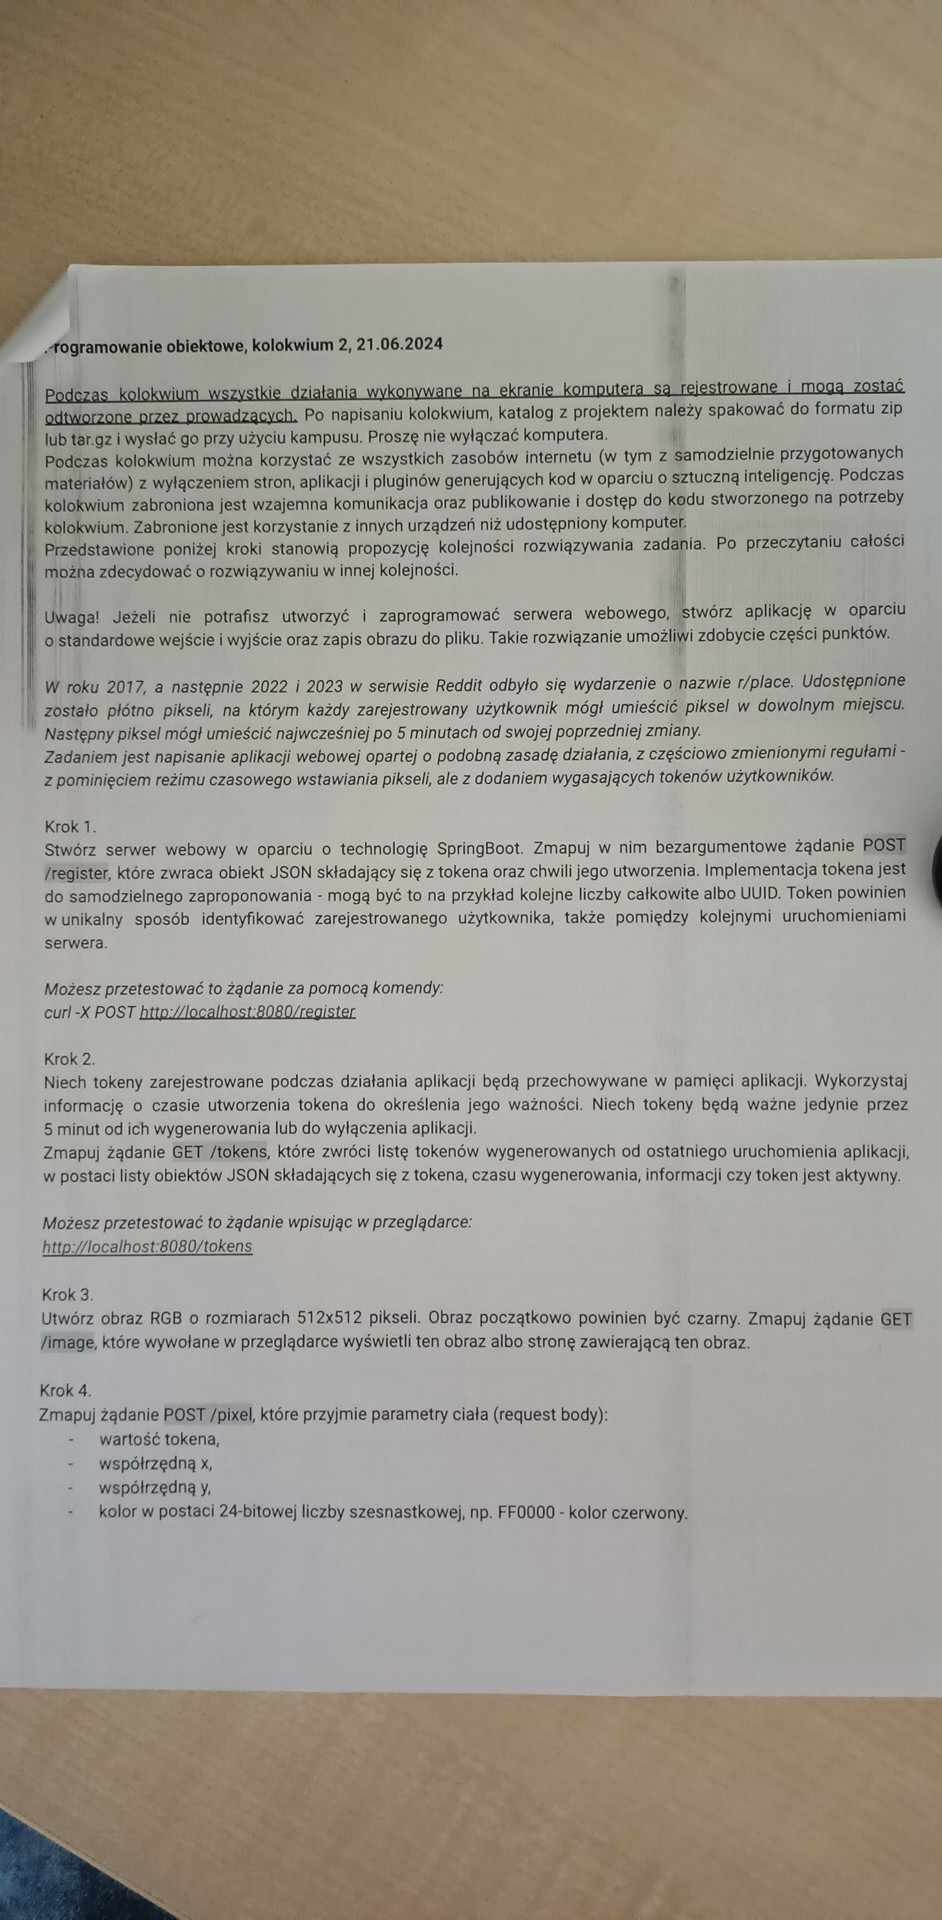 rogramowanie obiektowe, kolokwium 2, 21.06.2024
Podczas kolokwium wszystkie działania wykonywane na ekranie komputera są rejestrowane i mogą zostać
odtworzone przez prowadzących. Po napisaniu kolokwium, katalog z projektem należy spakować do formatu zip
lub tar.gz i wysłać go przy użyciu kampusu. Proszę nie wyłączać komputera.
Podczas kolokwium można korzystać ze wszystkich zasobów internetu (w tym z samodzielnie przygotowanych
materiałów) z wyłączeniem stron, aplikacji i pluginów generujących kod w oparciu o sztuczną inteligencję. Podczas
kolokwium zabroniona jest wzajemna komunikacja oraz publikowanie i dostęp do kodu stworzonego na potrzeby
kolokwium. Zabronione jest korzystanie z innych urządzeń niż udostępniony komputer.
Przedstawione poniżej kroki stanowią propozycję kolejności rozwiązywania zadania. Po przeczytaniu całości
można zdecydować o rozwiązywaniu w innej kolejności.
Uwaga! Jeżeli nie potrafisz utworzyć i zaprogramować serwera webowego, stwórz aplikację w oparciu
o standardowe wejście i wyjście oraz zapis obrazu do pliku. Takie rozwiązanie umożliwi zdobycie części punktów.
W roku 2017, a następnie 2022 i 2023 w serwisie Reddit odbyło się wydarzenie o nazwie r/place. Udostępnione
zostało płótno pikseli, na którym każdy zarejestrowany użytkownik mógł umieścić piksel w dowolnym miejscu.
Następny piksel mógł umieścić najwcześniej po 5 minutach od swojej poprzedniej zmiany.
Zadaniem jest napisanie aplikacji webowej opartej o podobną zasadę działania, z częściowo zmienionymi regułami -
z pominięciem reżimu czasowego wstawiania pikseli, ale z dodaniem wygasających tokenów użytkowników.
Krok 1.
Stwórz serwer webowy w oparciu o technologię SpringBoot. Zmapuj w nim bezargumentowe żądanie POST
/register, które zwraca obiekt JSON składający się z tokena oraz chwili jego utworzenia. Implementacja tokena jest
do samodzielnego zaproponowania - mogą być to na przykład kolejne liczby całkowite albo UUID. Token powinien
w unikalny sposób identyfikować zarejestrowanego użytkownika, także pomiędzy kolejnymi uruchomieniami
serwera.
Możesz przetestować to żądanie za pomocą komendy:
curl -X POST http://localhost:8080/register
Krok 2.
Niech tokeny zarejestrowane podczas działania aplikacji będą przechowywane w pamięci aplikacji. Wykorzystaj
informację o czasie utworzenia tokena do określenia jego ważności. Niech tokeny będą ważne jedynie przez
5 minut od ich wygenerowania lub do wyłączenia aplikacji.
Zmapuj żądanie GET /tokens, które zwróci listę tokenów wygenerowanych od ostatniego uruchomienia aplikacji,
w postaci listy obiektów JSON składających się z tokena, czasu wygenerowania, informacji czy token jest aktywny.
Możesz przetestować to żądanie wpisując w przeglądarce:
http://localhost:8080/tokens
Krok 3.
Utwórz obraz RGB o rozmiarach 512x512 pikseli. Obraz początkowo powinien być czarny. Zmapuj żądanie GET
/image, które wywołane w przeglądarce wyświetli ten obraz albo stronę zawierającą ten obraz.
Krok 4.
Zmapuj żądanie POST /pixel, które przyjmie parametry ciała (request body):
- wartość tokena,
- współrzędną x,
- współrzędną y,
- kolor w postaci 24-bitowej liczby szesnastkowej, np. FF0000 - kolor czerwony.